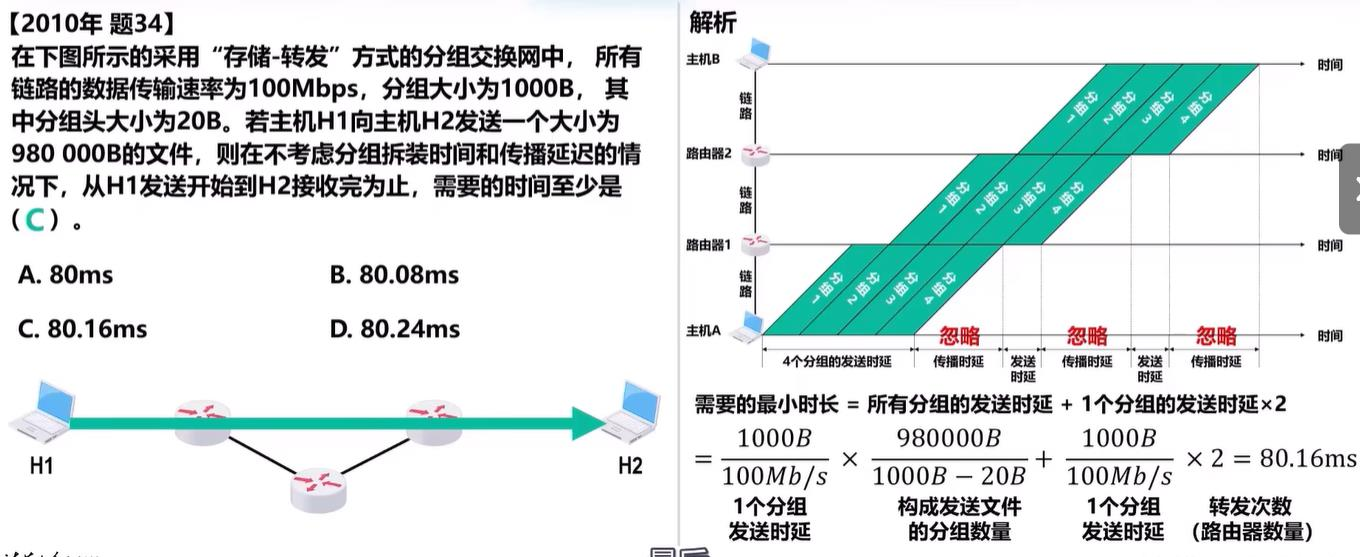 【2010年 题34】
在下图所示的采用“存储-转发”方式的分组交换网中， 所有
链路的数据传输速率为100Mbps，分组大小为1000B， 其
中分组头大小为20B。若主机H1向主机H2发送一个大小为
980 000B的文件，则在不考虑分组拆装时间和传播延迟的情
况下，从H1发送开始到H2接收完为止，需要的时间至少是
（C）。
A. 80ms
B. 80.08ms
C. 80.16ms
D. 80.24ms
H1
H2
解析
主机B
时间
链路
分组1
分组2
分组3
分组4
路由器2
时间
链路
分组1
分组2
分组3
分组4
路由器1
时间
链路
分组1
分组2
分组3
分组4
主机A
时间
忽略
忽略
忽略
4个分组的发送时延
传播时延
发送
时延
传播时延
发送
时延
传播时延
需要的最小时长 = 所有分组的发送时延 + 1个分组的发送时延×2
= 1000B/100Mb/s × 980000B/1000B − 20B + 1000B/100Mb/s × 2 = 80.16ms
1个分组
发送时延
构成发送文件
的分组数量
1个分组
发送时延
转发次数
（路由器数量）